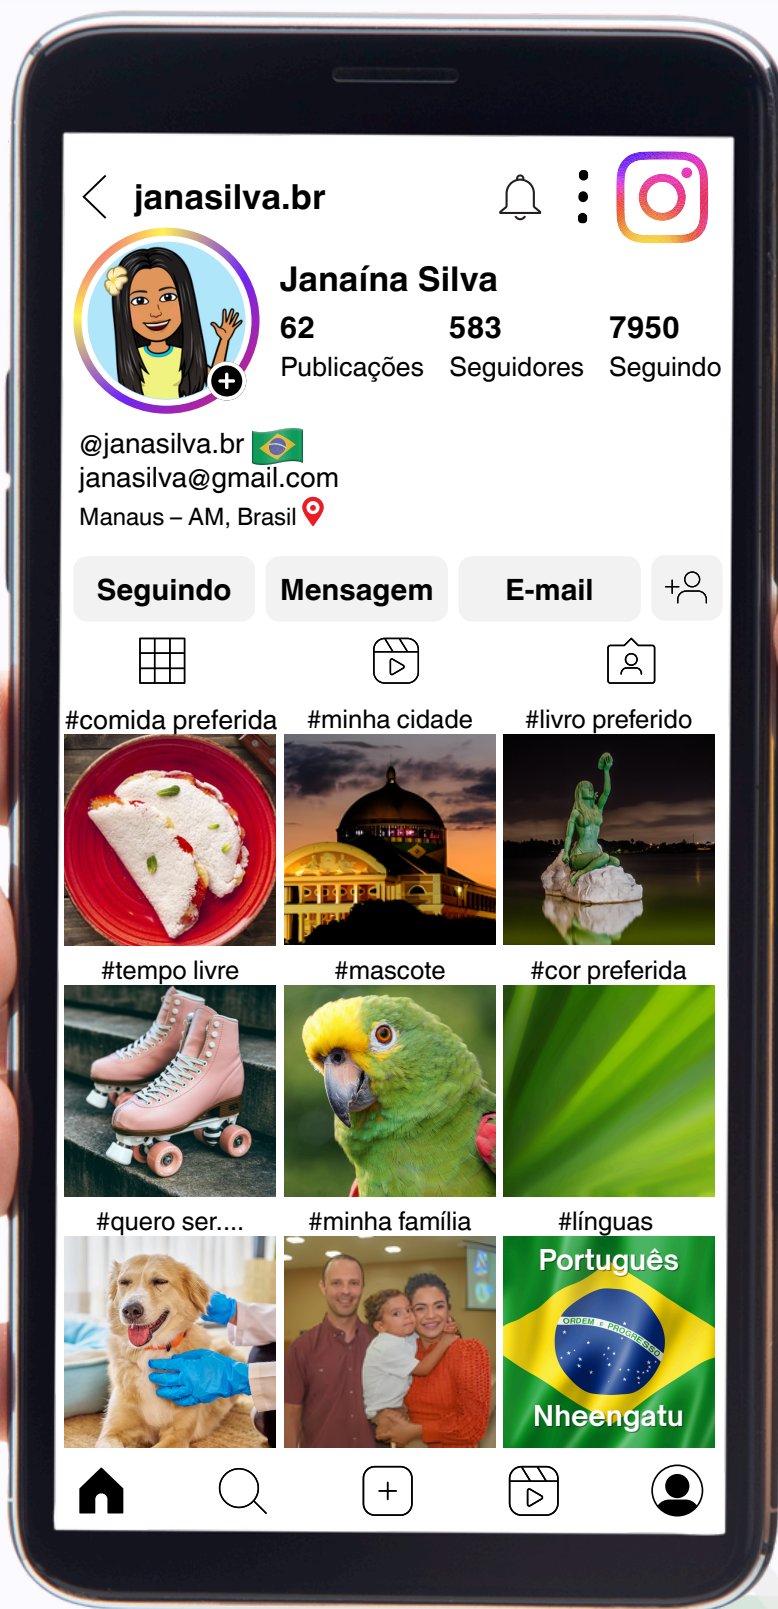 janasilva.br
Janaína Silva
62 583 7950
Publicações Seguidores Seguindo
@janasilva.br
janasilva@gmail.com
Manaus – AM, Brasil
Seguindo Mensagem E-mail
#comida preferida #minha cidade #livro preferido
#tempo livre #mascote #cor preferida
#quero ser.... #minha família #línguas
Português
ORDEM E PROGRESSO
Nheengatu